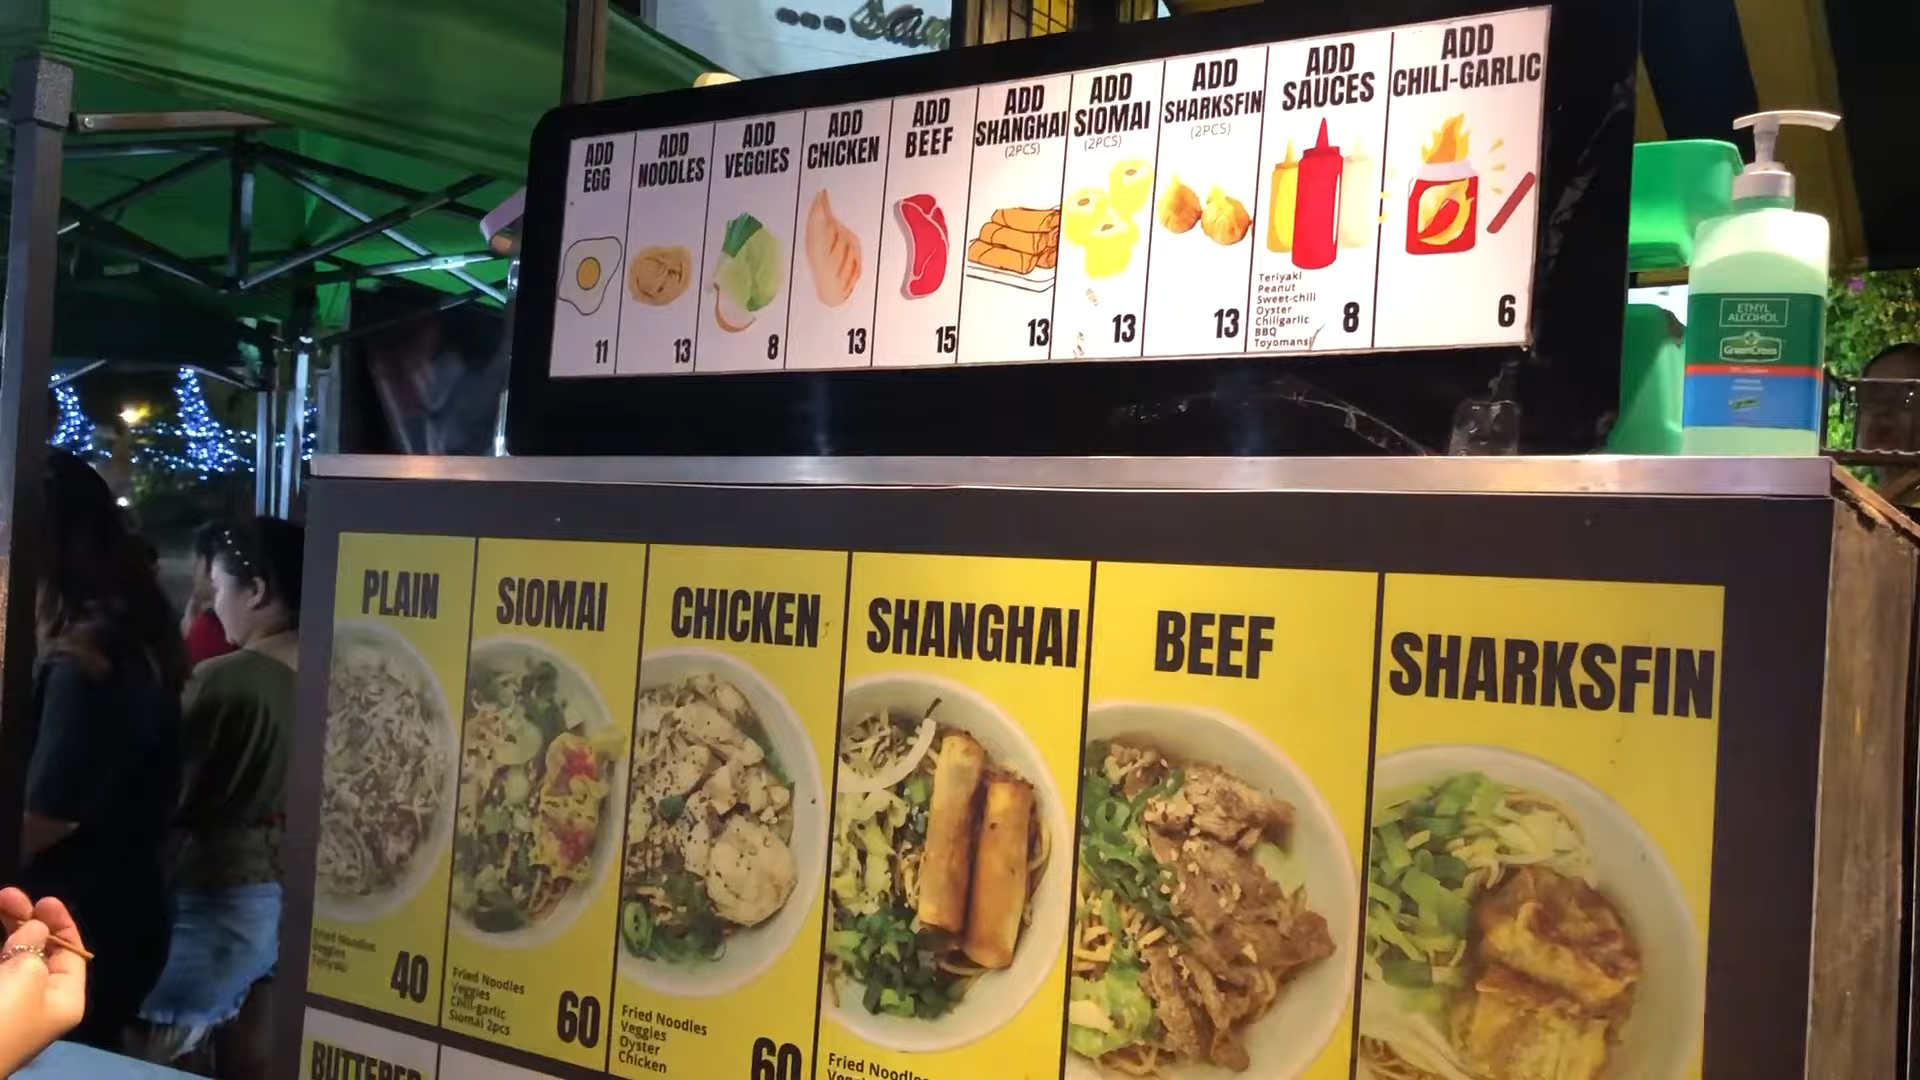 ADD
EGG
11
ADD
NOODLES
13
ADD
VEGGIES
8
ADD
CHICKEN
13
ADD
BEEF
15
ADD
SHANGHAI
(2PCS)
13
ADD
SIOMAI
(2PCS)
13
ADD
SHARKSFIN
(2PCS)
13
ADD
SAUCES
Teriyaki
Peanut
Sweet-chili
Oyster
Chiligarlic
BBQ
Toyomansi
8
ADD
CHILI-GARLIC
6
ETHYL
ALCOHOL
GreenCross
PLAIN
Fried Noodles
Veggies
Teriyaki
40
SIOMAI
Fried Noodles
Veggies
Chili-garlic
Siomai 2pcs
60
CHICKEN
Fried Noodles
Veggies
Oyster
Chicken
60
SHANGHAI
Fried Noodles
BEEF
SHARKSFIN
BUTTERED